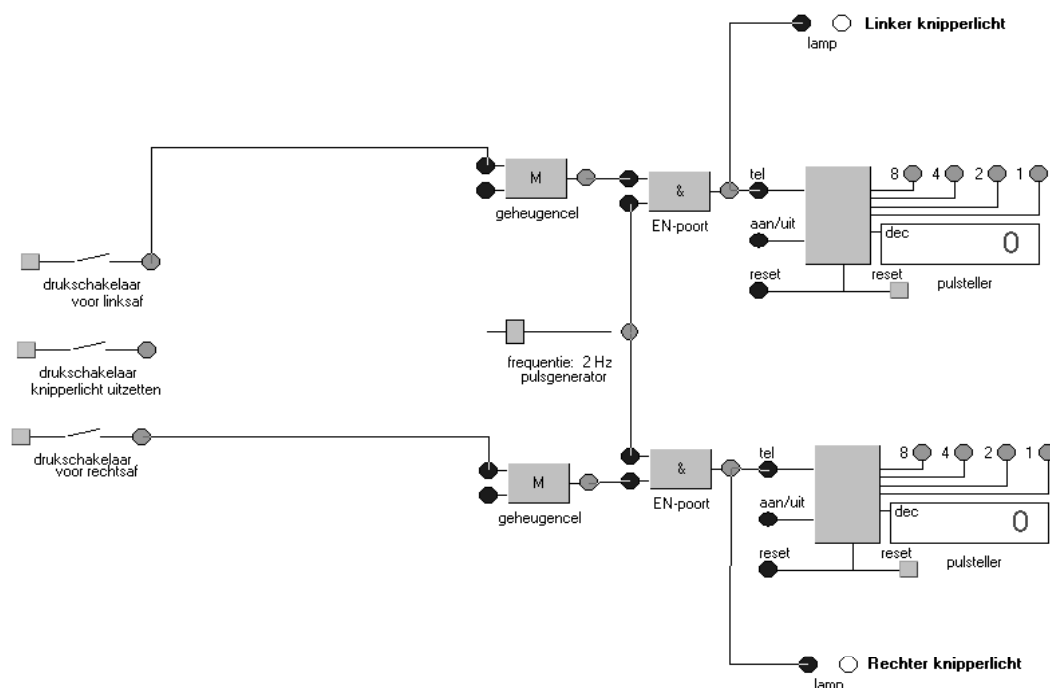 Linker knipperlicht
lamp
M
geheugencel
&
EN-poort
tel
8 4 2 1
aan/uit
dec
0
reset
reset
pulsteller
drukschakelaar
voor linksaf
drukschakelaar
knipperlicht uitzetten
frequentie: 2 Hz
pulsgenerator
drukschakelaar
voor rechtsaf
M
geheugencel
&
EN-poort
tel
8 4 2 1
aan/uit
dec
0
reset
reset
pulsteller
Rechter knipperlicht
lamp